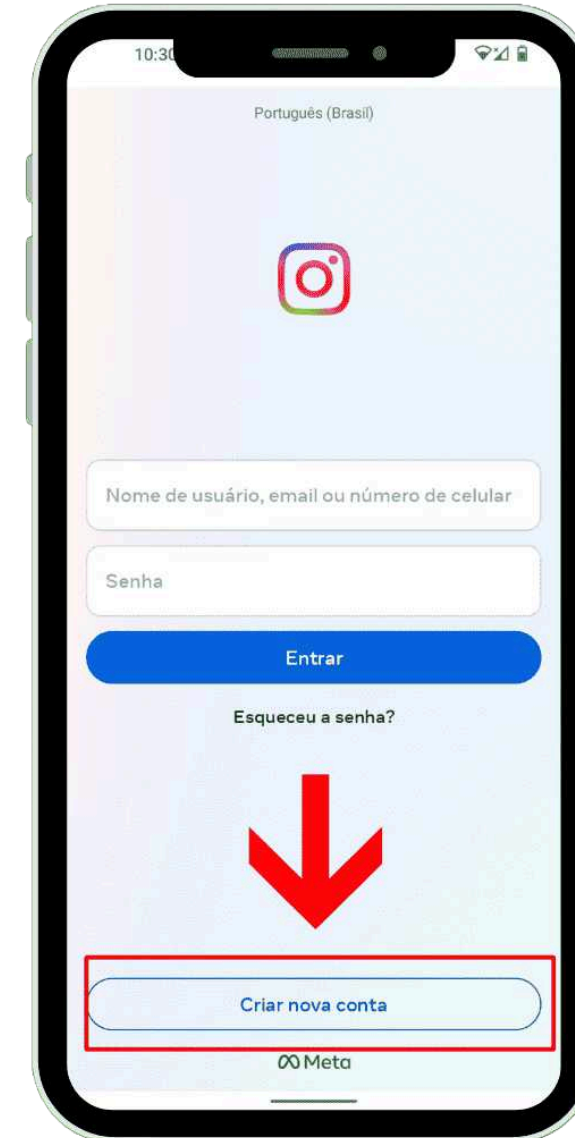 10:30
Português (Brasil)
Nome de usuário, email ou número de celular
Senha
Entrar
Esqueceu a senha?
Criar nova conta
Meta